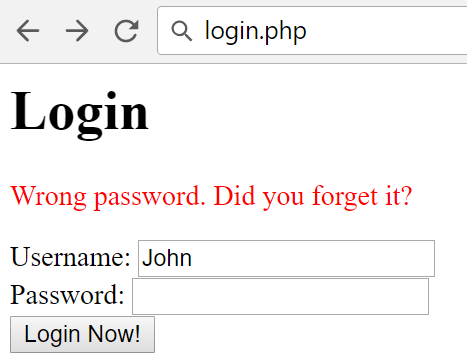 login.php
Login
Wrong password. Did you forget it?
Username: John
Password:
Login Now!